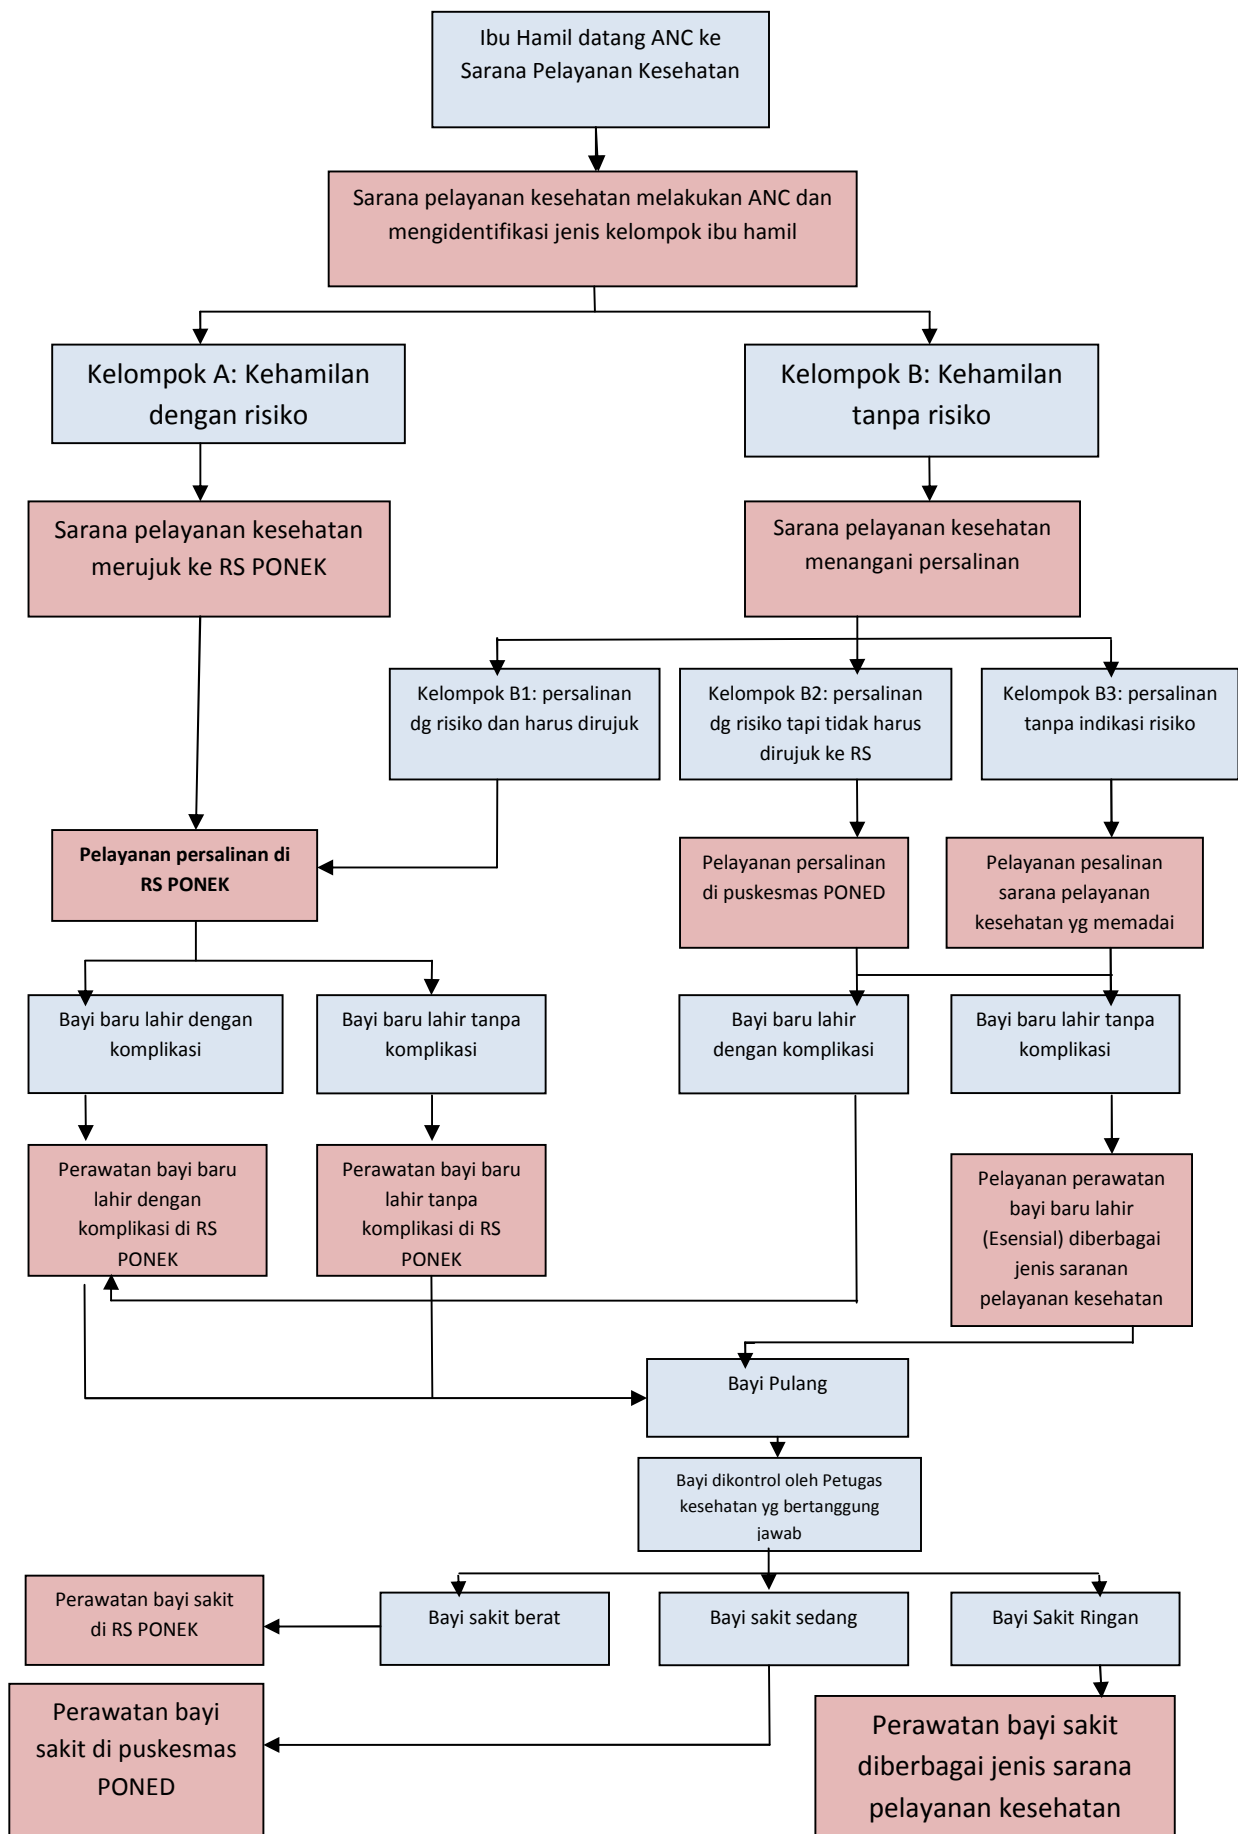 Ibu Hamil datang ANC ke
Sarana Pelayanan Kesehatan
Sarana pelayanan kesehatan melakukan ANC dan
mengidentifikasi jenis kelompok ibu hamil
Kelompok A: Kehamilan
dengan risiko
Kelompok B: Kehamilan
tanpa risiko
Sarana pelayanan kesehatan
merujuk ke RS PONEK
Sarana pelayanan kesehatan
menangani persalinan
Kelompok B1: persalinan
dg risiko dan harus dirujuk
Kelompok B2: persalinan
dg risiko tapi tidak harus
dirujuk ke RS
Kelompok B3: persalinan
tanpa indikasi risiko
Pelayanan persalinan di
RS PONEK
Pelayanan persalinan
di puskesmas PONED
Pelayanan pesalinan
sarana pelayanan
kesehatan yg memadai
Bayi baru lahir dengan
komplikasi
Bayi baru lahir tanpa
komplikasi
Bayi baru lahir
dengan komplikasi
Bayi baru lahir tanpa
komplikasi
Perawatan bayi baru
lahir dengan
komplikasi di RS
PONEK
Perawatan bayi baru
lahir tanpa
komplikasi di RS
PONEK
Pelayanan perawatan
bayi baru lahir
(Esensial) diberbagai
jenis saranan
pelayanan kesehatan
Bayi Pulang
Bayi dikontrol oleh Petugas
kesehatan yg bertanggung
jawab
Perawatan bayi sakit
di RS PONEK
Bayi sakit berat
Bayi sakit sedang
Bayi Sakit Ringan
Perawatan bayi
sakit di puskesmas
PONED
Perawatan bayi sakit
diberbagai jenis sarana
pelayanan kesehatan